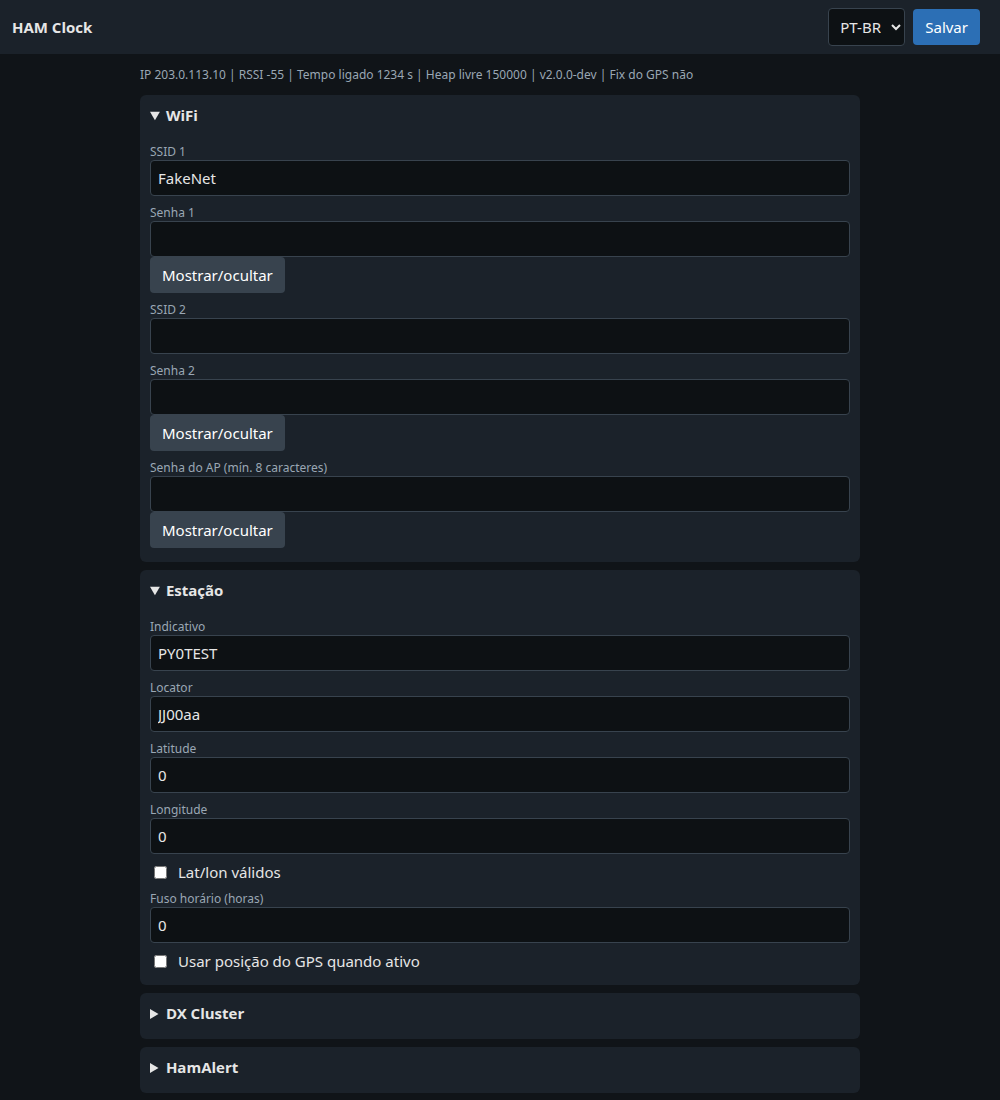 HAM Clock
PT-BR
Salvar
IP 203.0.113.10 | RSSI -55 | Tempo ligado 1234 s | Heap livre 150000 | v2.0.0-dev | Fix do GPS não
WiFi
SSID 1
FakeNet
Senha 1
Mostrar/ocultar
SSID 2
Senha 2
Mostrar/ocultar
Senha do AP (mín. 8 caracteres)
Mostrar/ocultar
Estação
Indicativo
PY0TEST
Locator
JJ00aa
Latitude
0
Longitude
0
Lat/lon válidos
Fuso horário (horas)
0
Usar posição do GPS quando ativo
DX Cluster
HamAlert